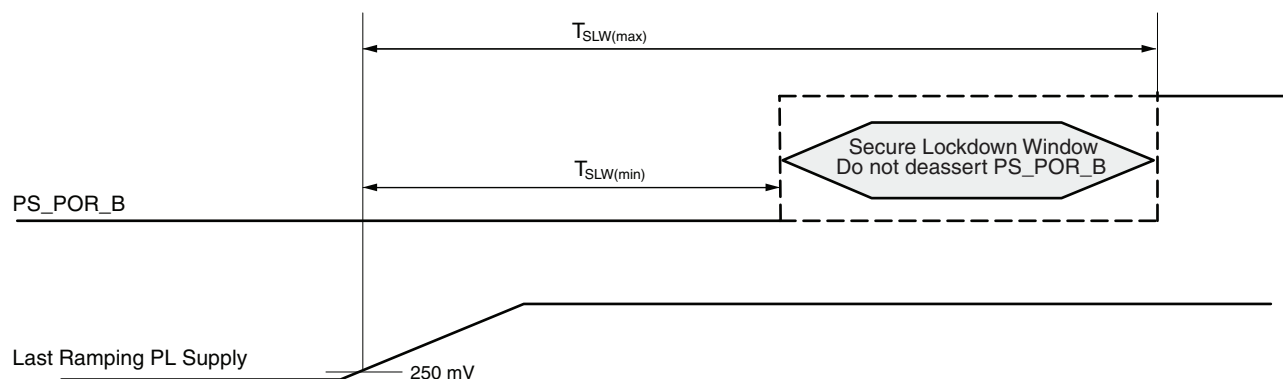 TSLW(max)
Secure Lockdown Window
Do not deassert PS_POR_B
TSLW(min)
PS_POR_B
Last Ramping PL Supply
250 mV